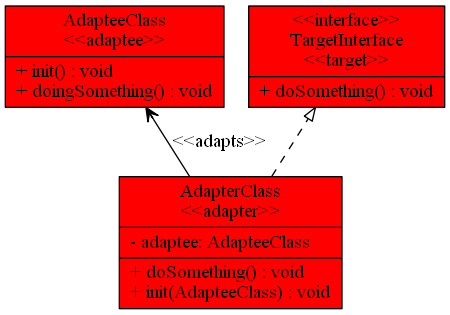 AdapteeClass
<<adaptee>>
+ init() : void
+ doingSomething() : void
<<interface>>
TargetInterface
<<target>>
+ doSomething() : void
<<adapts>>
AdapterClass
<<adapter>>
- adaptee: AdapteeClass
+ doSomething() : void
+ init(AdapteeClass) : void